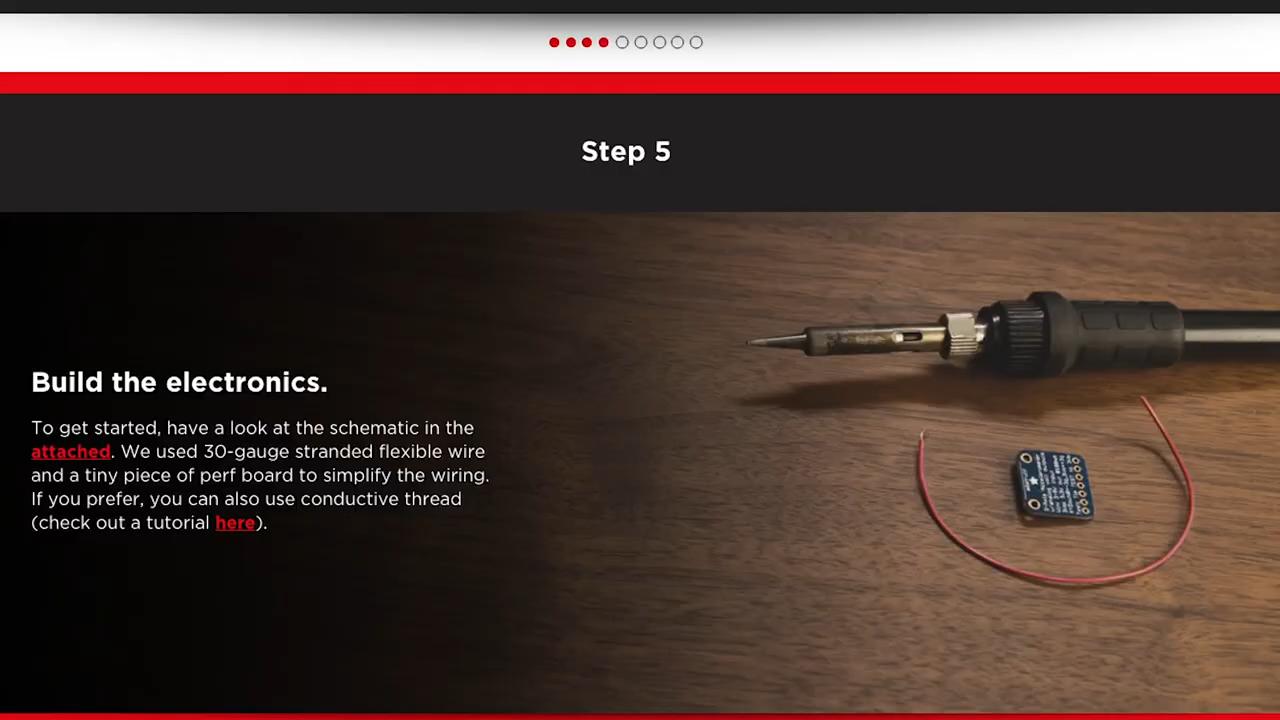 Step 5
Build the electronics.
To get started, have a look at the schematic in the
attached. We used 30-gauge stranded flexible wire
and a tiny piece of perf board to simplify the wiring.
If you prefer, you can also use conductive thread
(check out a tutorial here).